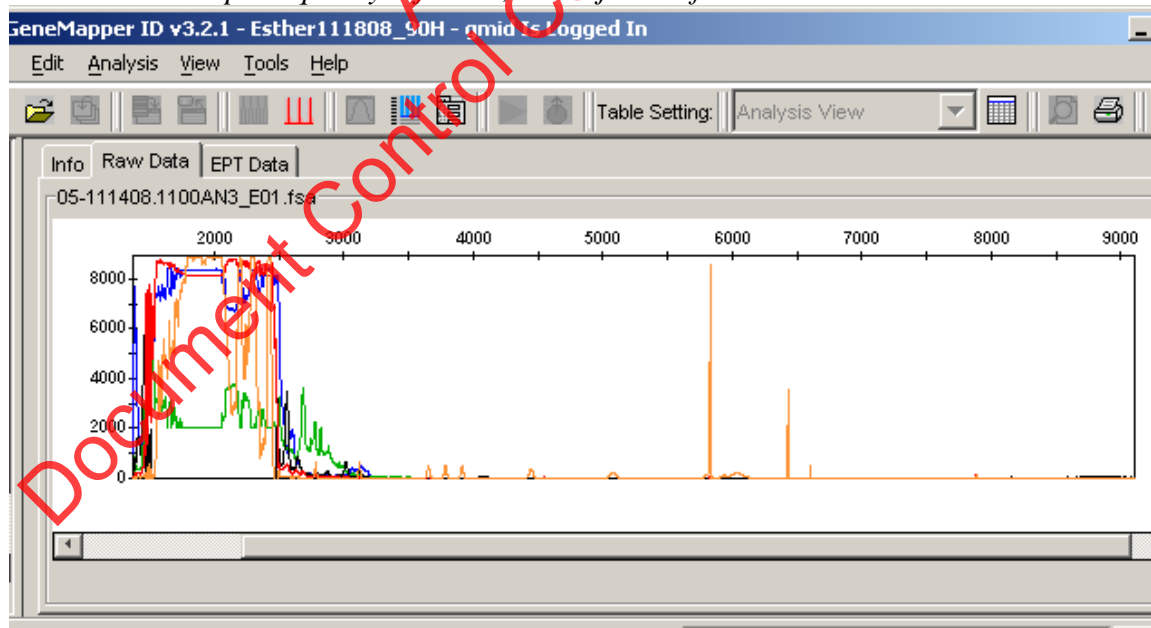 GeneMapper ID v3.2.1 - Esther111808_90H - gmid Is Logged In
Edit Analysis View Tools Help
Table Setting: Analysis View
Info Raw Data EPT Data
05-111408.1100AN3_E01.fsa
2000 3000 4000 5000 6000 7000 8000 9000
8000
6000
4000
2000
0
Document Control